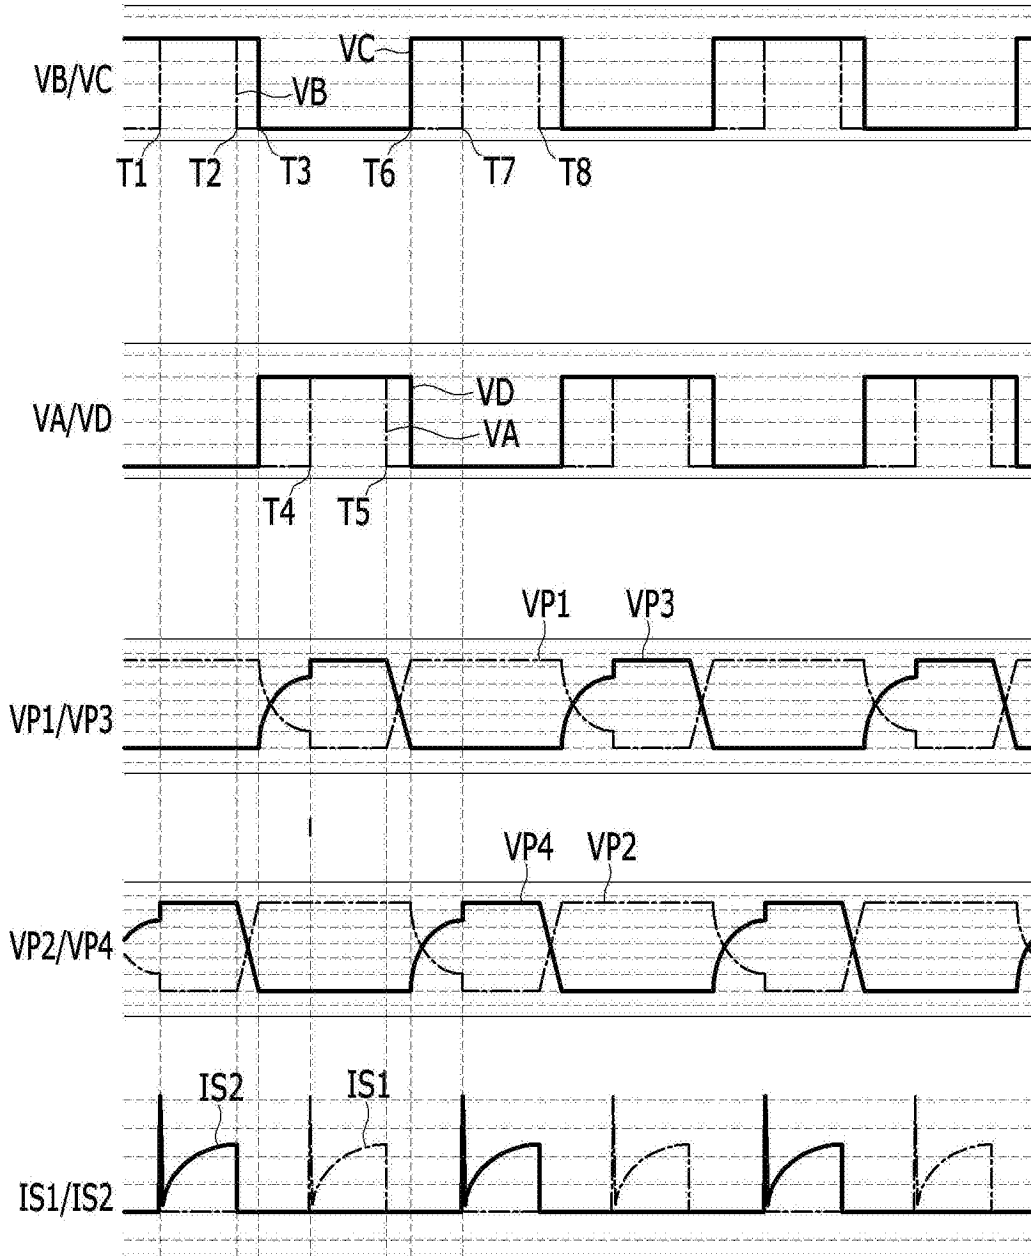 VC
VB/VC
VB
T1 T2 T3 T6 T7 T8
VD
VA/VD
VA
T4 T5
VP1 VP3
VP1/VP3
VP4 VP2
VP2/VP4
IS2 IS1
IS1/IS2